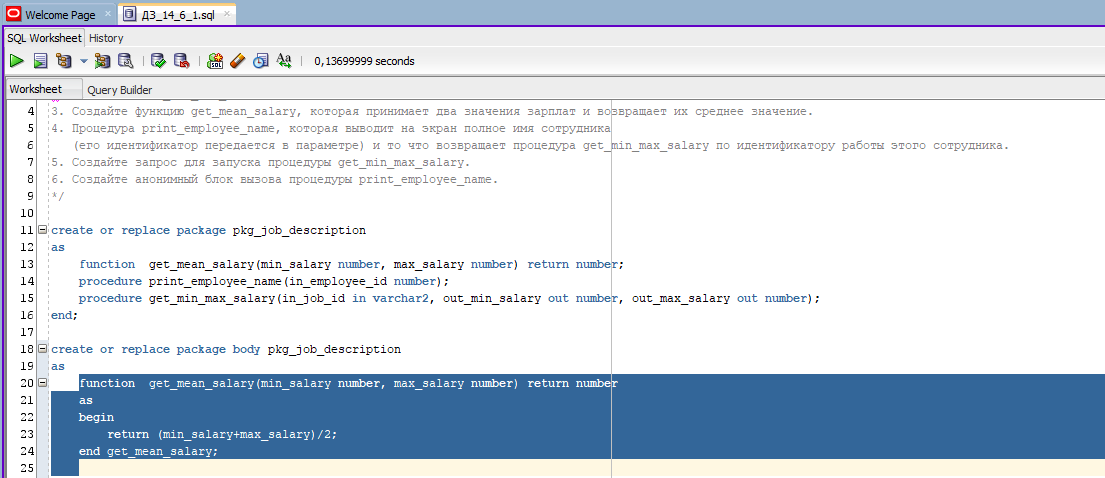 Welcome Page
ДЗ_14_6_1.sql
SQL Worksheet History
0,13699999 seconds
Worksheet Query Builder
4 3. Создайте функцию get_mean_salary, которая принимает два значения зарплат и возвращает их среднее значение.
5 4. Процедура print_employee_name, которая выводит на экран полное имя сотрудника
6 (его идентификатор передается в параметре) и то что возвращает процедура get_min_max_salary по идентификатору работы этого сотрудника.
7 5. Создайте запрос для запуска процедуры get_min_max_salary.
8 6. Создайте анонимный блок вызова процедуры print_employee_name.
9 */
10
11 create or replace package pkg_job_description
12 as
13 function get_mean_salary(min_salary number, max_salary number) return number;
14 procedure print_employee_name(in_employee_id number);
15 procedure get_min_max_salary(in_job_id in varchar2, out_min_salary out number, out_max_salary out number);
16 end;
17
18 create or replace package body pkg_job_description
19 as
20 function get_mean_salary(min_salary number, max_salary number) return number
21 as
22 begin
23 return (min_salary+max_salary)/2;
24 end get_mean_salary;
25